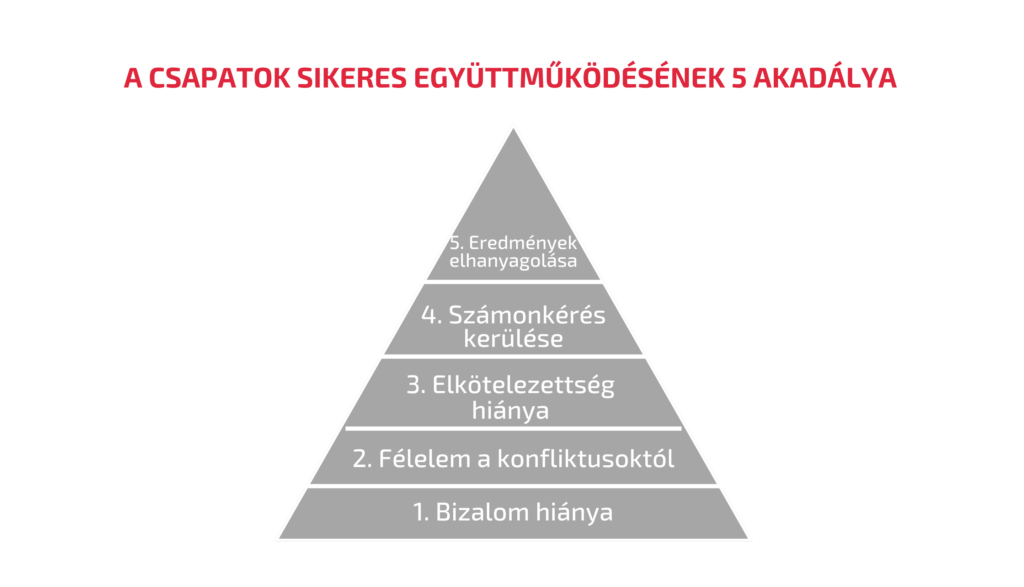 A CSAPATOK SIKERES EGYÜTTMŰKÖDÉSÉNEK 5 AKADÁLYA
5. Eredmények
elhanyagolása
4. Számonkérés
kerülése
3. Elkötelezettség
hiánya
2. Félelem a konfliktusoktól
1. Bizalom hiánya